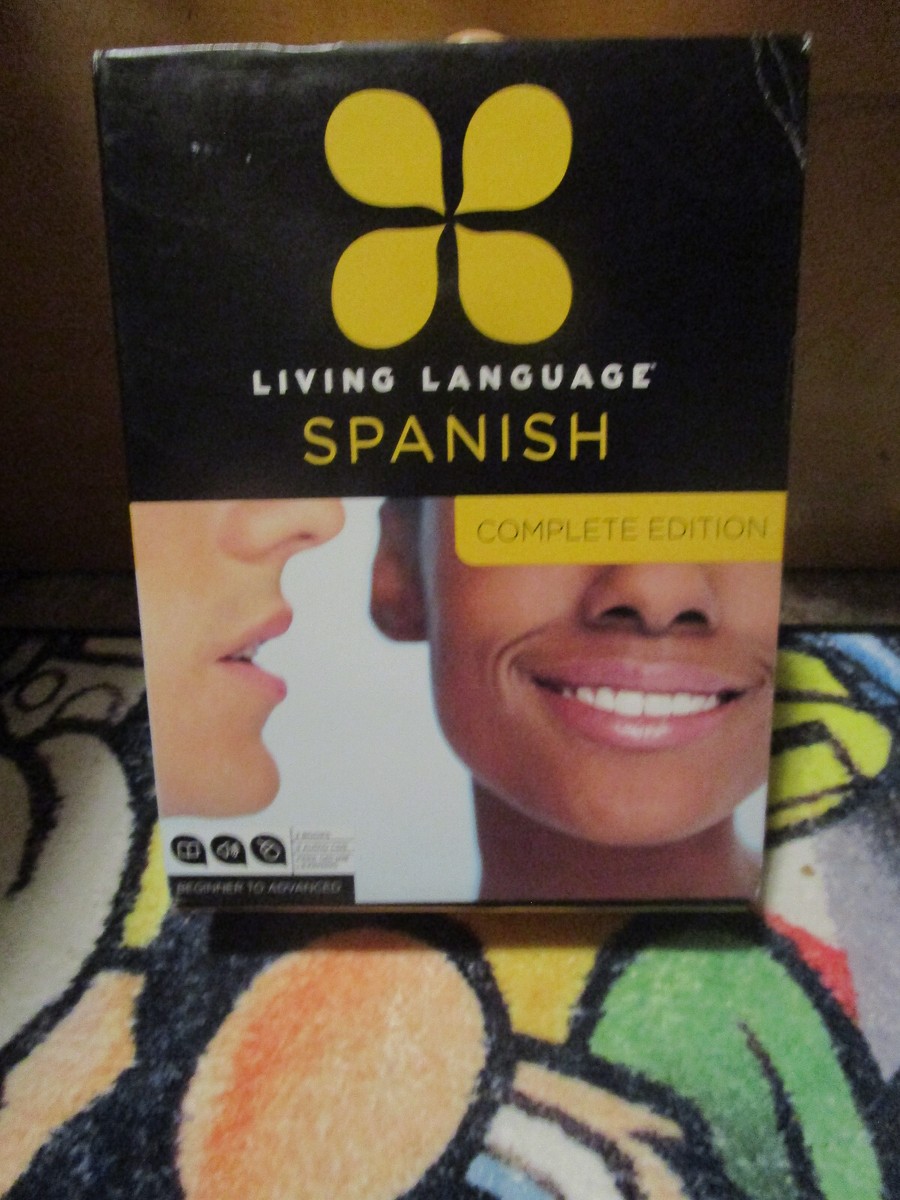 LIVING LANGUAGE
SPANISH
COMPLETE EDITION
BEGINNER TO ADVANCED